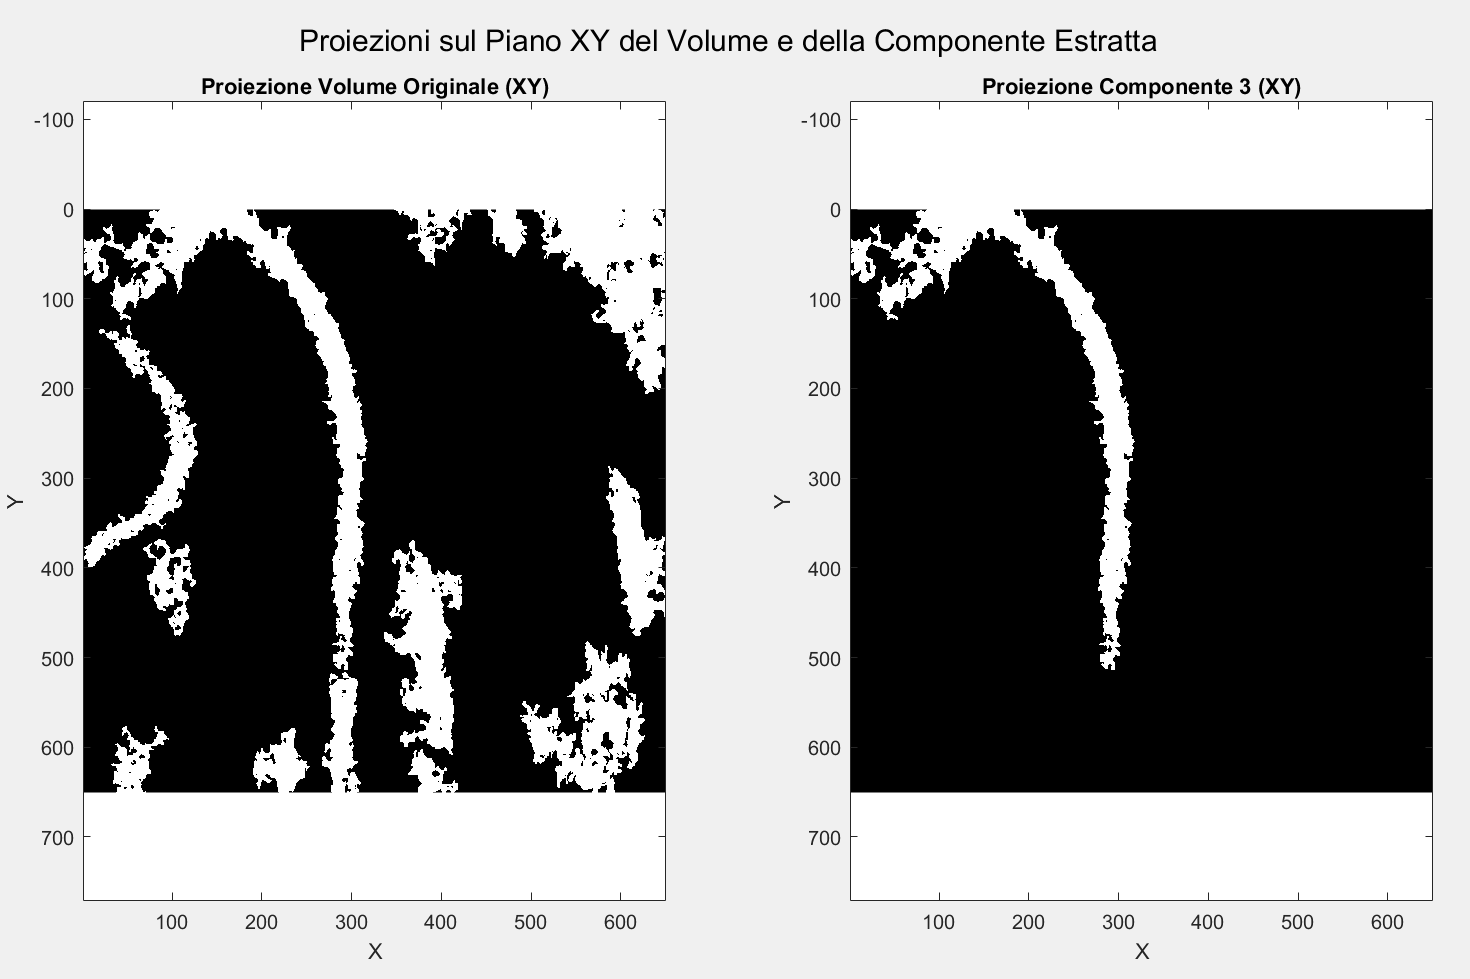 Proiezioni sul Piano XY del Volume e della Componente Estratta
Proiezione Volume Originale (XY)
-100
0
100
200
300
400
500
600
700
Y
100 200 300 400 500 600
X
Proiezione Componente 3 (XY)
-100
0
100
200
300
400
500
600
700
Y
100 200 300 400 500 600
X